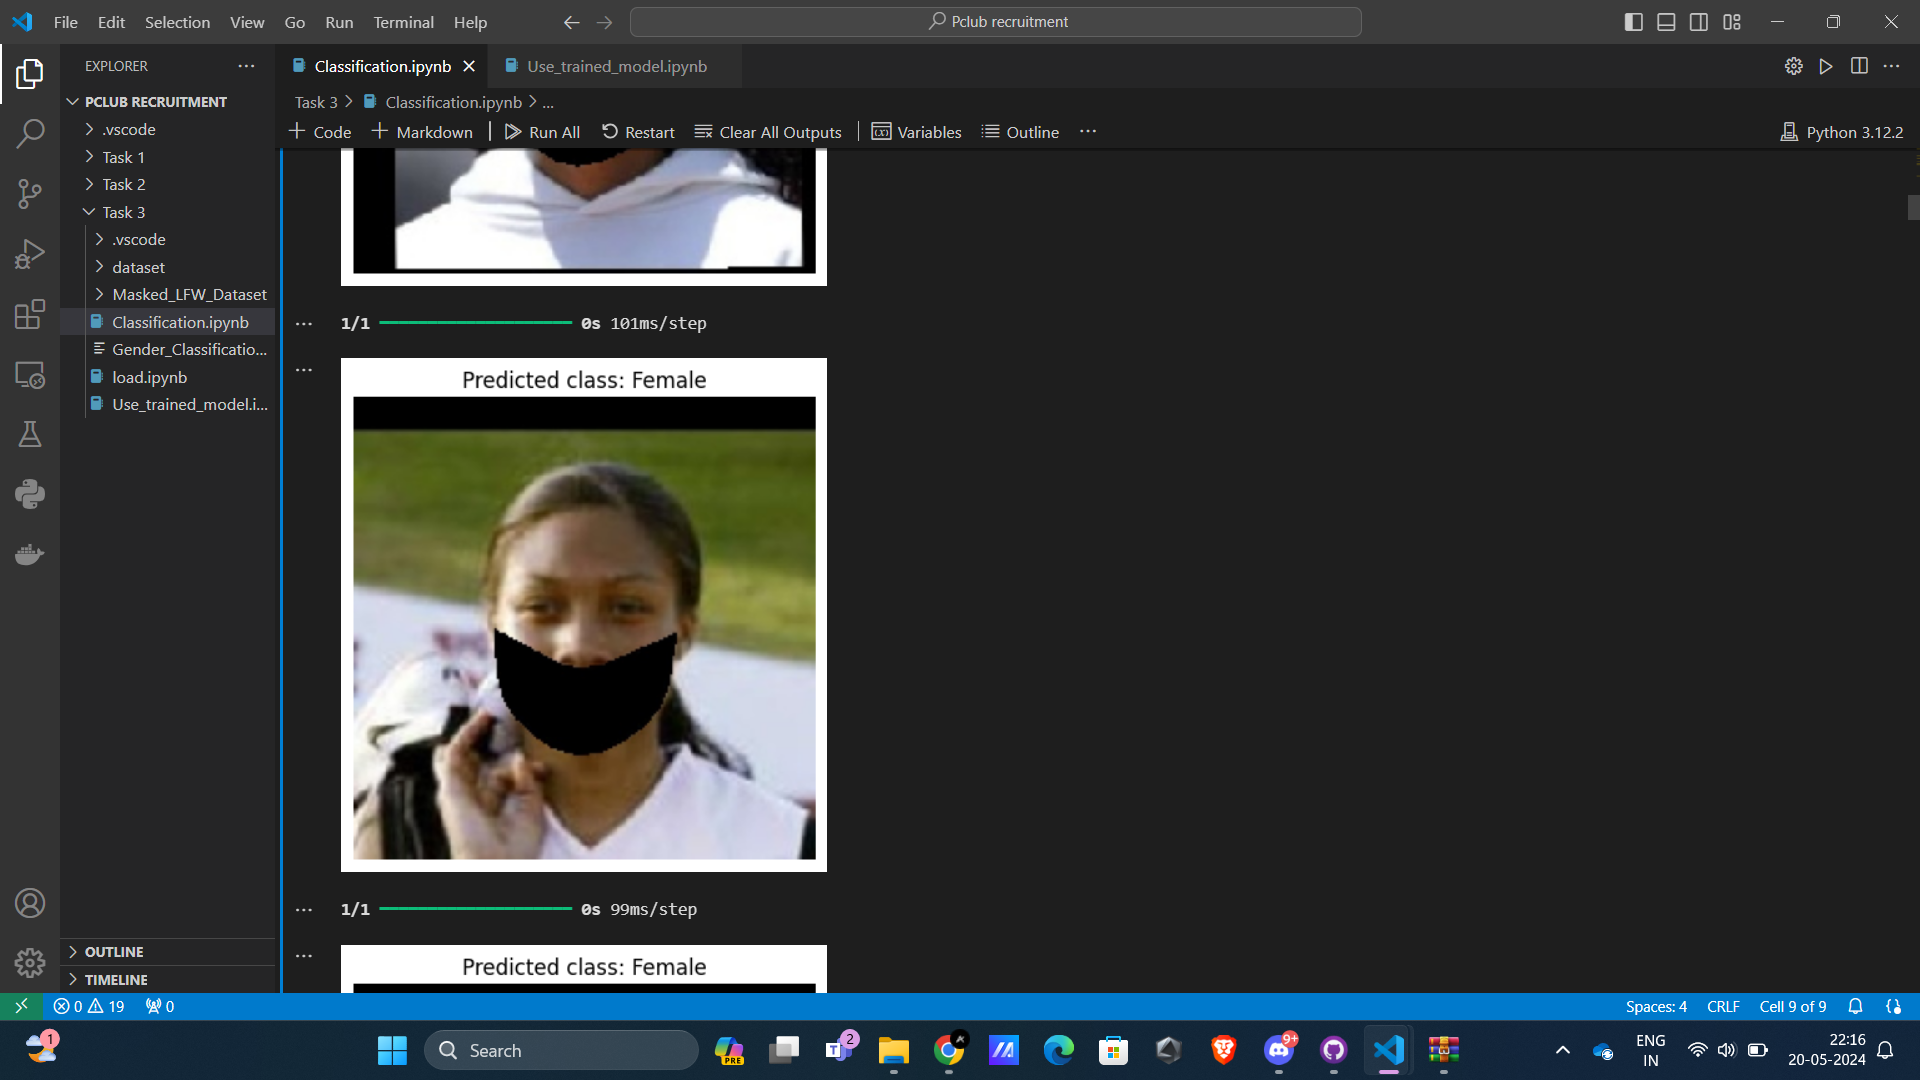 File Edit Selection View Go Run Terminal Help
Pclub recruitment
EXPLORER
Classification.ipynb
Use_trained_model.ipynb
PCLUB RECRUITMENT
.vscode
Task 1
Task 2
Task 3
.vscode
dataset
Masked_LFW_Dataset
Classification.ipynb
Gender_Classificatio...
load.ipynb
Use_trained_model.i...
OUTLINE
TIMELINE
Task 3 > Classification.ipynb > ...
+ Code + Markdown | Run All Restart Clear All Outputs | Variables Outline ...
Python 3.12.2
1/1 0s 101ms/step
Predicted class: Female
1/1 0s 99ms/step
Predicted class: Female
0 19 0
Spaces: 4 CRLF Cell 9 of 9
1
Search
PRE
2
9+
ENG
IN
22:16
20-05-2024